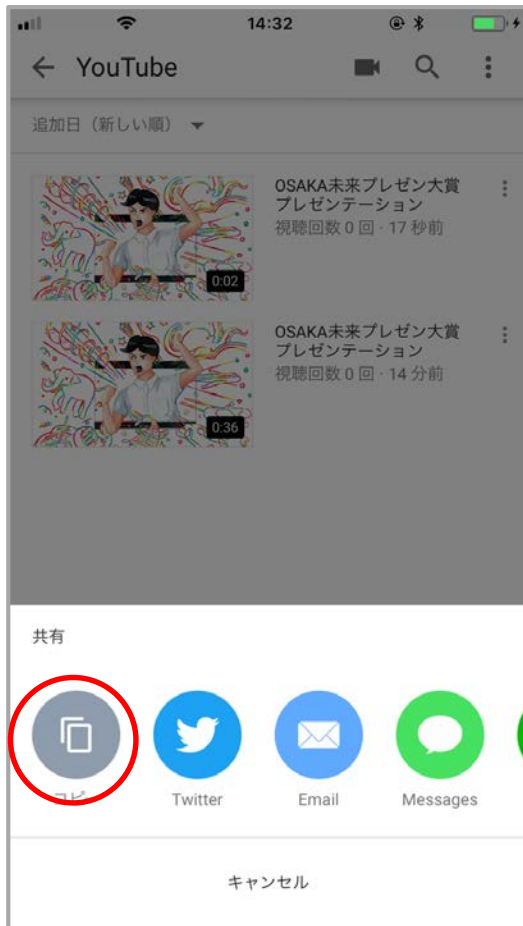 14:32
YouTube
追加日（新しい順）
OSAKA未来プレゼン大賞
プレゼンテーション
視聴回数 0 回 · 17 秒前
0:02
OSAKA未来プレゼン大賞
プレゼンテーション
視聴回数 0 回 · 14 分前
0:36
共有
コピー
Twitter
Email
Messages
キャンセル